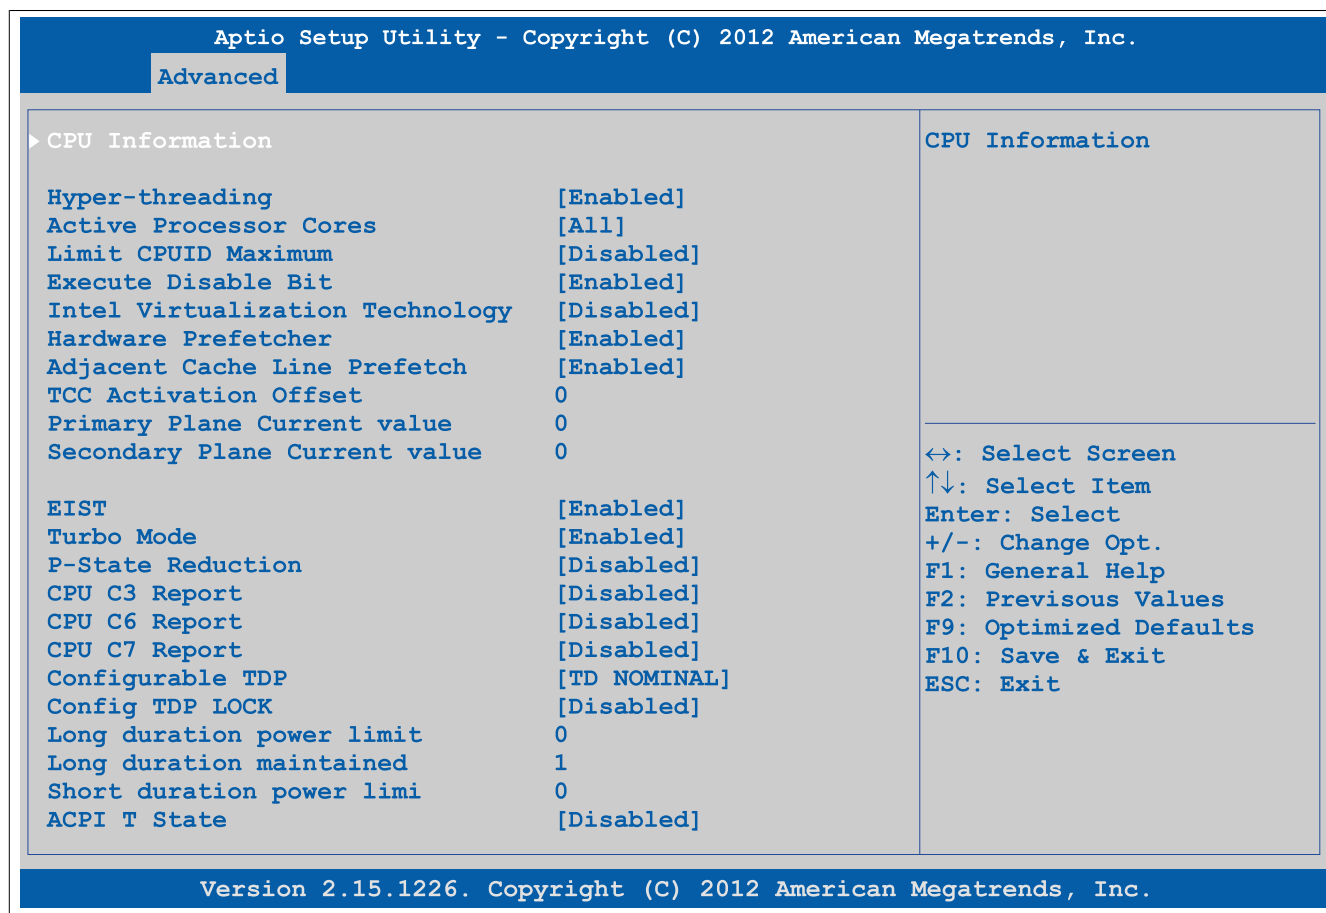 Aptio Setup Utility - Copyright (C) 2012 American Megatrends, Inc.
Advanced
CPU Information
Hyper-threading [Enabled]
Active Processor Cores [All]
Limit CPUID Maximum [Disabled]
Execute Disable Bit [Enabled]
Intel Virtualization Technology [Disabled]
Hardware Prefetcher [Enabled]
Adjacent Cache Line Prefetch [Enabled]
TCC Activation Offset 0
Primary Plane Current value 0
Secondary Plane Current value 0
EIST [Enabled]
Turbo Mode [Enabled]
P-State Reduction [Disabled]
CPU C3 Report [Disabled]
CPU C6 Report [Disabled]
CPU C7 Report [Disabled]
Configurable TDP [TD NOMINAL]
Config TDP LOCK [Disabled]
Long duration power limit 0
Long duration maintained 1
Short duration power limi 0
ACPI T State [Disabled]
CPU Information
↔: Select Screen
↑↓: Select Item
Enter: Select
+/-: Change Opt.
F1: General Help
F2: Previsous Values
F9: Optimized Defaults
F10: Save & Exit
ESC: Exit
Version 2.15.1226. Copyright (C) 2012 American Megatrends, Inc.